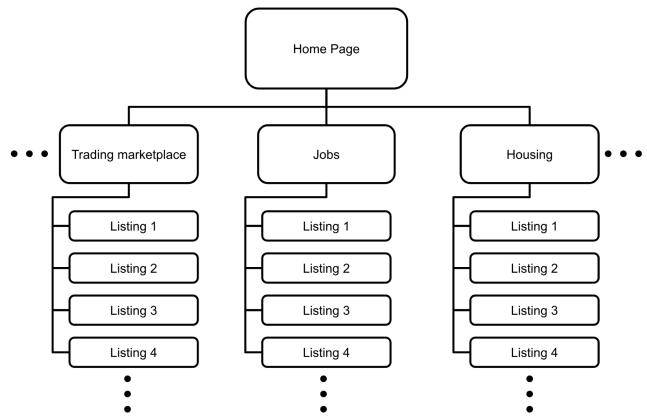 Home Page
Trading marketplace
Jobs
Housing
Listing 1
Listing 1
Listing 1
Listing 2
Listing 2
Listing 2
Listing 3
Listing 3
Listing 3
Listing 4
Listing 4
Listing 4